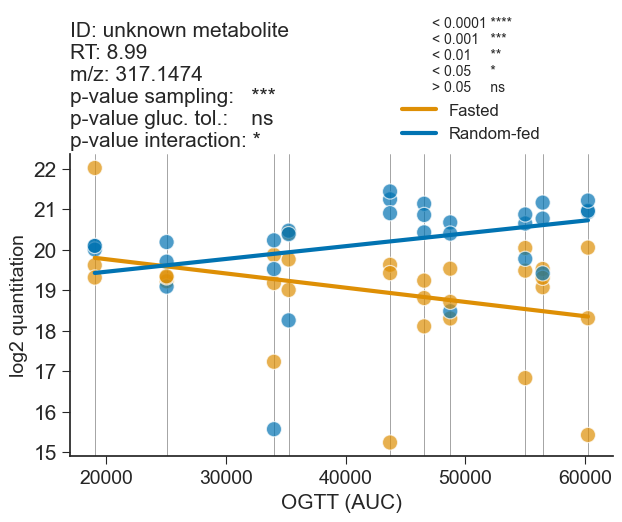 ID: unknown metabolite
RT: 8.99
m/z: 317.1474
p-value sampling: ***
p-value gluc. tol.: ns
p-value interaction: *
< 0.0001 ****
< 0.001 ***
< 0.01 **
< 0.05 *
> 0.05 ns
Fasted
Random-fed
log2 quantitation
22
21
20
19
18
17
16
15
20000 30000 40000 50000 60000
OGTT (AUC)